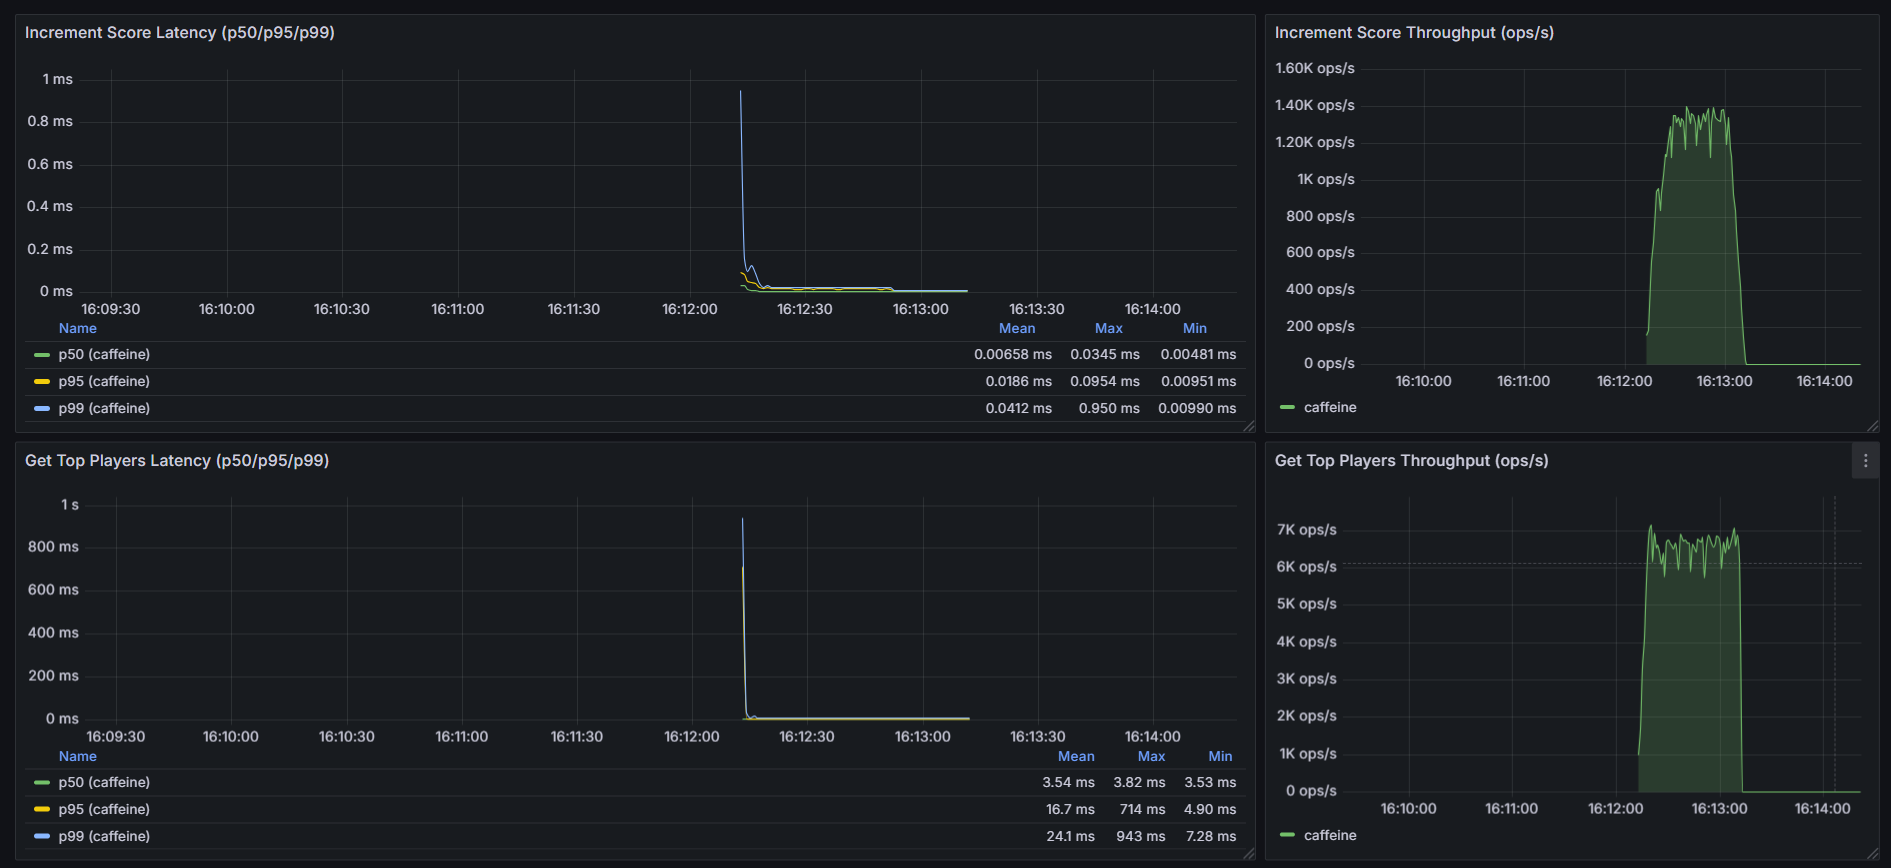 Increment Score Latency (p50/p95/p99)
1 ms
0.8 ms
0.6 ms
0.4 ms
0.2 ms
0 ms
16:09:30 16:10:00 16:10:30 16:11:00 16:11:30 16:12:00 16:12:30 16:13:00 16:13:30 16:14:00
Name Mean Max Min
p50 (caffeine) 0.00658 ms 0.0345 ms 0.00481 ms
p95 (caffeine) 0.0186 ms 0.0954 ms 0.00951 ms
p99 (caffeine) 0.0412 ms 0.950 ms 0.00990 ms
Increment Score Throughput (ops/s)
1.60K ops/s
1.40K ops/s
1.20K ops/s
1K ops/s
800 ops/s
600 ops/s
400 ops/s
200 ops/s
0 ops/s
16:10:00 16:11:00 16:12:00 16:13:00 16:14:00
caffeine
Get Top Players Latency (p50/p95/p99)
1 s
800 ms
600 ms
400 ms
200 ms
0 ms
16:09:30 16:10:00 16:10:30 16:11:00 16:11:30 16:12:00 16:12:30 16:13:00 16:13:30 16:14:00
Name Mean Max Min
p50 (caffeine) 3.54 ms 3.82 ms 3.53 ms
p95 (caffeine) 16.7 ms 714 ms 4.90 ms
p99 (caffeine) 24.1 ms 943 ms 7.28 ms
Get Top Players Throughput (ops/s)
7K ops/s
6K ops/s
5K ops/s
4K ops/s
3K ops/s
2K ops/s
1K ops/s
0 ops/s
16:10:00 16:11:00 16:12:00 16:13:00 16:14:00
caffeine